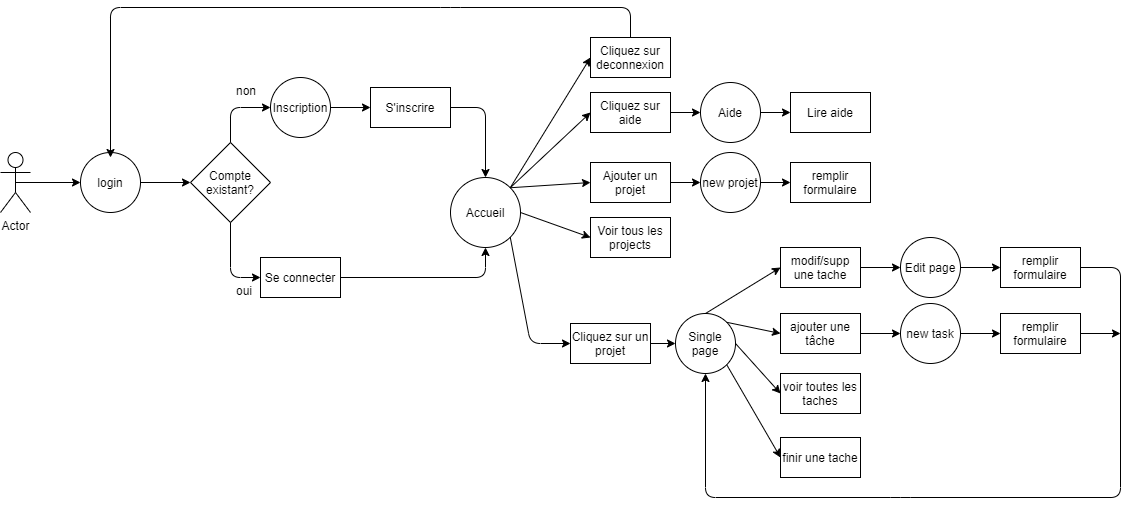 Cliquez sur
deconnexion
non
Inscription
S'inscrire
Cliquez sur
aide
Aide
Lire aide
Actor
login
Compte
existant?
Accueil
Ajouter un
projet
new projet
remplir
formulaire
Voir tous les
projects
oui
Se connecter
modif/supp
une tache
Edit page
remplir
formulaire
Cliquez sur un
projet
Single
page
ajouter une
tâche
new task
remplir
formulaire
voir toutes les
taches
finir une tache